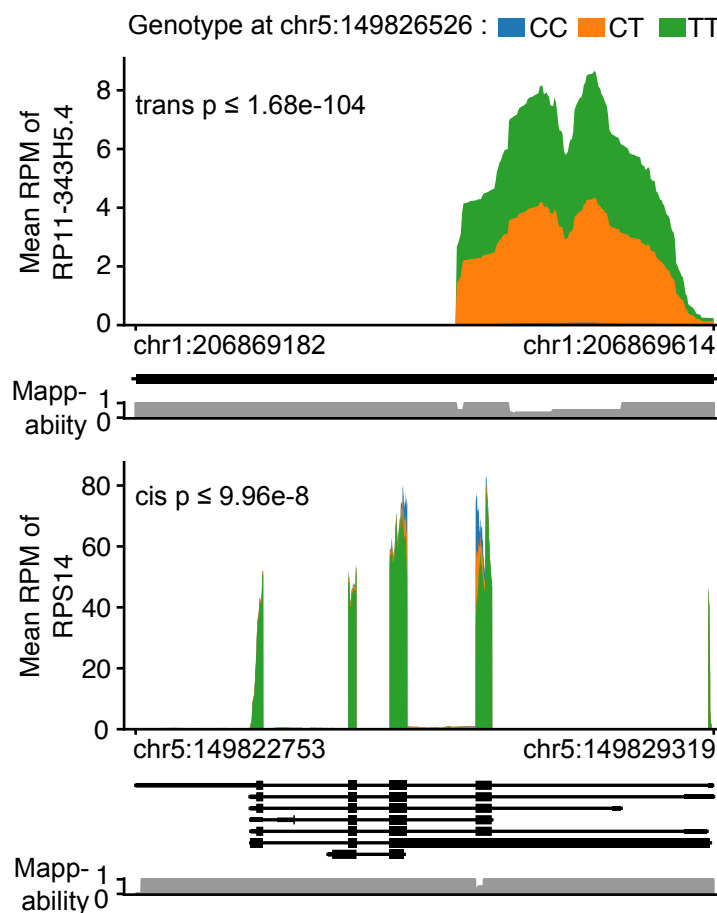 Genotype at chr5:149826526 : CC CT TT
Mean RPM of
RP11-343H5.4
8
6
4
2
0
trans p ≤ 1.68e-104
chr1:206869182 chr1:206869614
Mapp-
abiity
1
0
Mean RPM of
RPS14
80
60
40
20
0
cis p ≤ 9.96e-8
chr5:149822753 chr5:149829319
Mapp-
ability
1
0